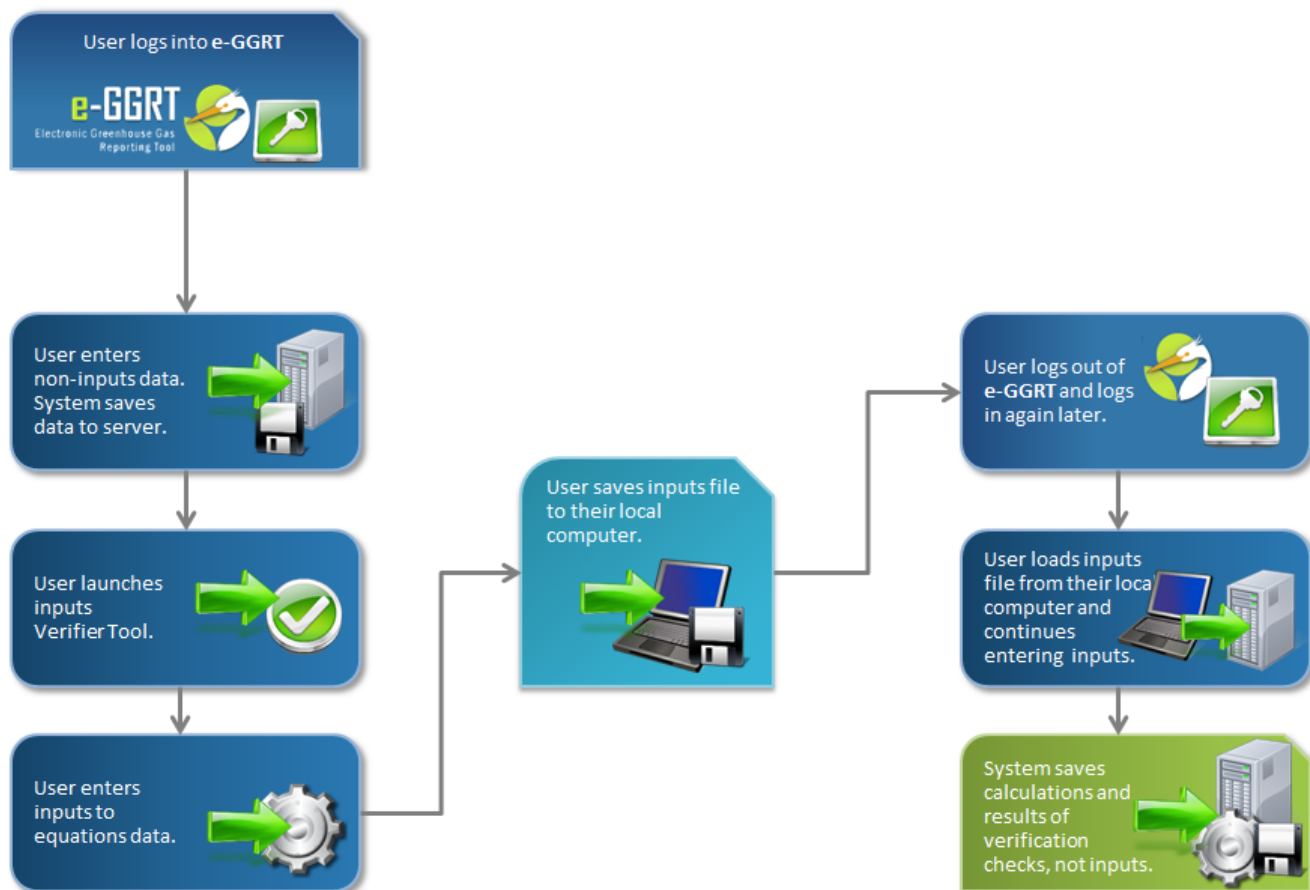 User logs into e-GGRT
e-GGRT
Electronic Greenhouse Gas
Reporting Tool
User enters
non-inputs data.
System saves
data to server.
User launches
inputs
Verifier Tool.
User enters
inputs to
equations data.
User saves inputs file
to their local
computer.
User logs out of
e-GGRT and logs
in again later.
User loads inputs
file from their local
computer and
continues
entering inputs.
System saves
calculations and
results of
verification
checks, not inputs.